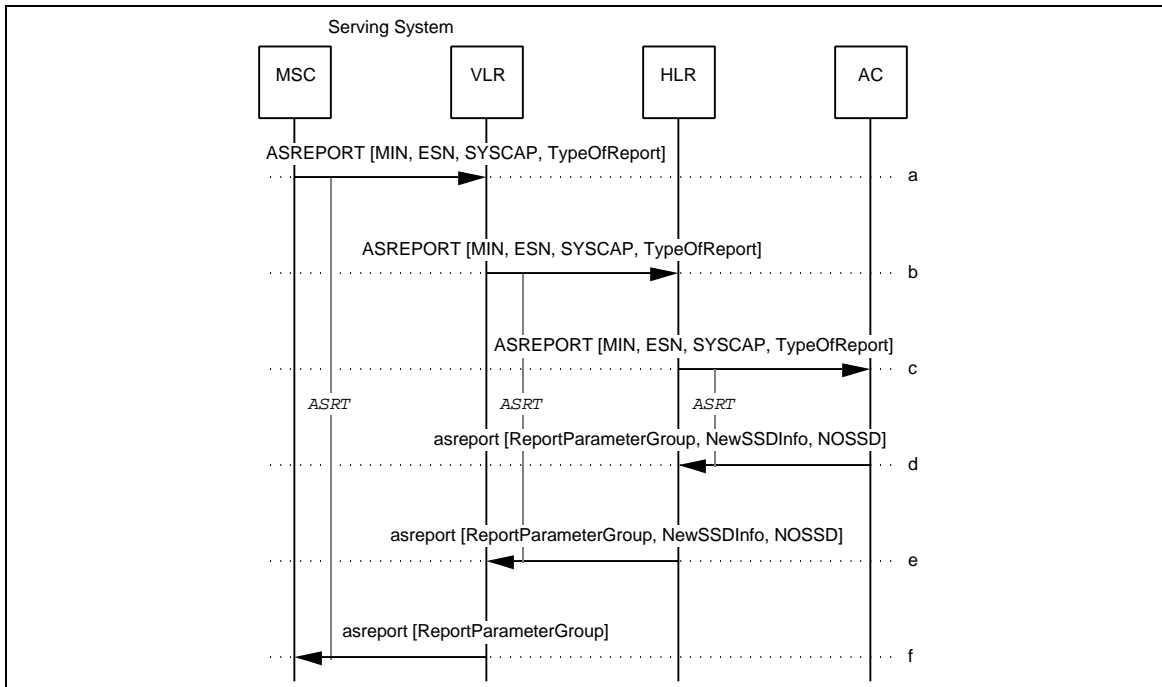 Serving System
MSC VLR HLR AC
ASREPORT [MIN, ESN, SYSCAP, TypeOfReport]
a
ASREPORT [MIN, ESN, SYSCAP, TypeOfReport]
b
ASREPORT [MIN, ESN, SYSCAP, TypeOfReport]
c
ASRT ASRT ASRT
asreport [ReportParameterGroup, NewSSDInfo, NOSSD]
d
asreport [ReportParameterGroup, NewSSDInfo, NOSSD]
e
asreport [ReportParameterGroup]
f